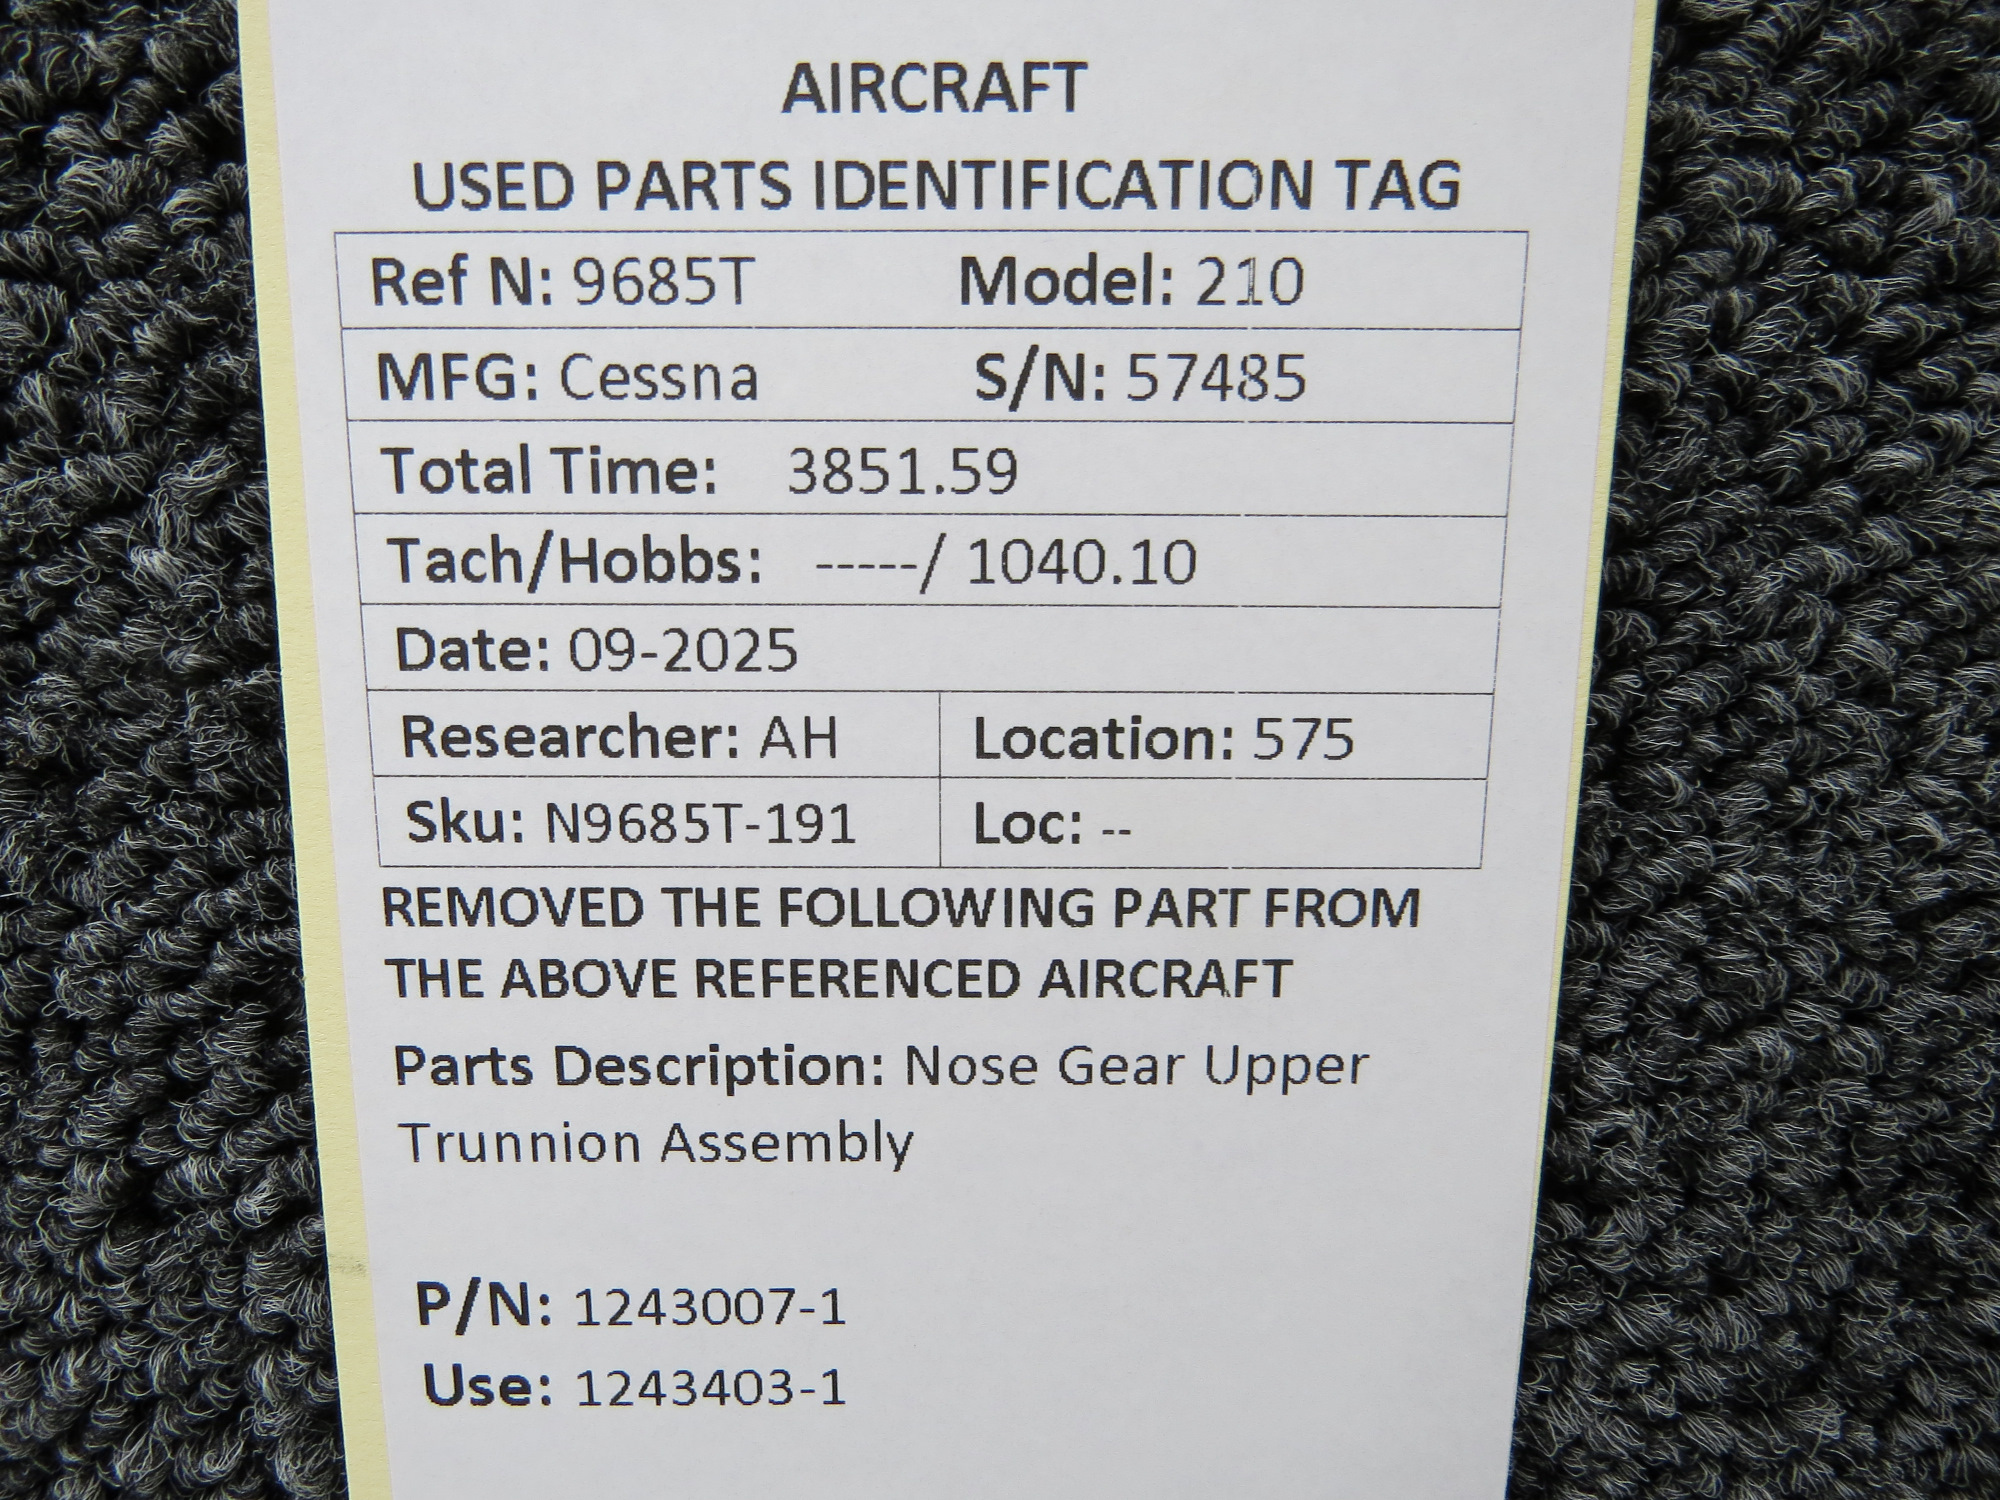 AIRCRAFT
USED PARTS IDENTIFICATION TAG
Ref N: 9685T Model: 210
MFG: Cessna S/N: 57485
Total Time: 3851.59
Tach/Hobbs: -----/ 1040.10
Date: 09-2025
Researcher: AH Location: 575
Sku: N9685T-191 Loc: --
REMOVED THE FOLLOWING PART FROM
THE ABOVE REFERENCED AIRCRAFT
Parts Description: Nose Gear Upper
Trunnion Assembly
P/N: 1243007-1
Use: 1243403-1